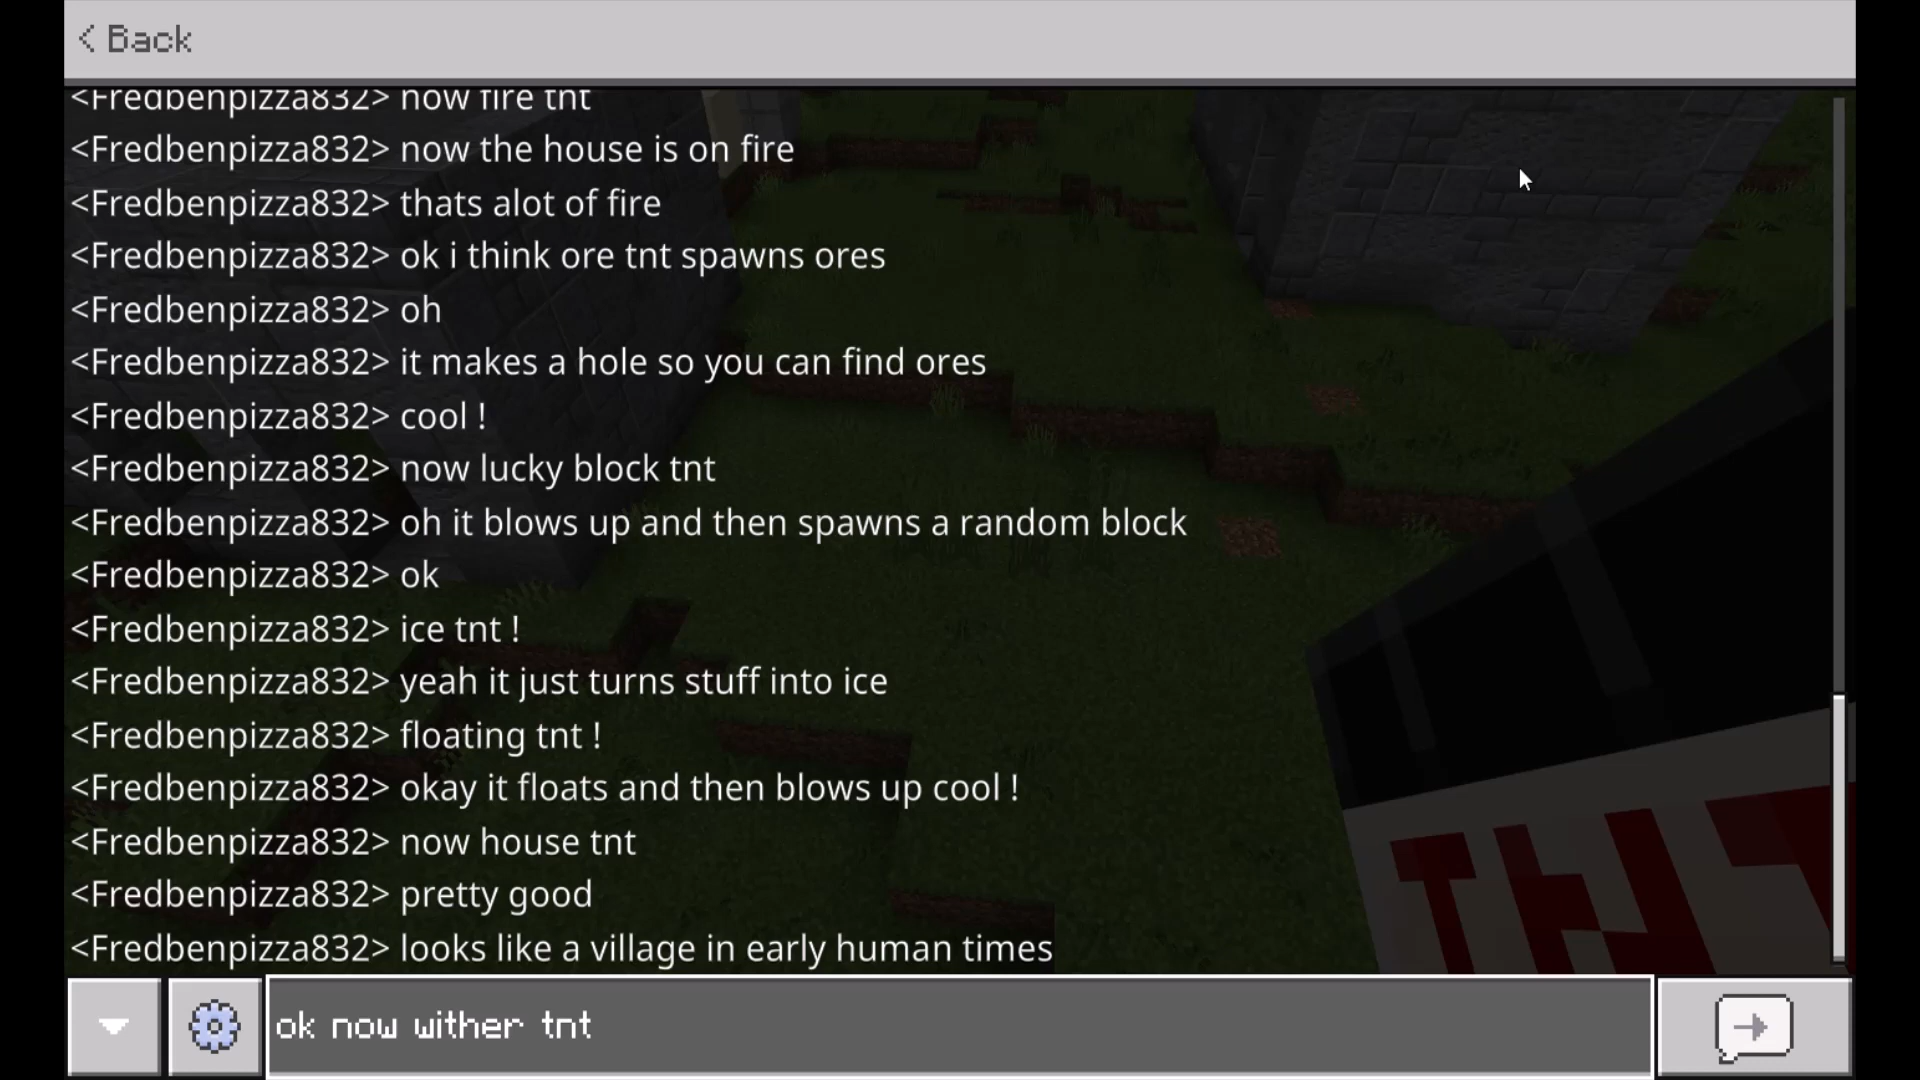 < Back
<Fredbenpizza832> now fire tnt
<Fredbenpizza832> now the house is on fire
<Fredbenpizza832> thats alot of fire
<Fredbenpizza832> ok i think ore tnt spawns ores
<Fredbenpizza832> oh
<Fredbenpizza832> it makes a hole so you can find ores
<Fredbenpizza832> cool !
<Fredbenpizza832> now lucky block tnt
<Fredbenpizza832> oh it blows up and then spawns a random block
<Fredbenpizza832> ok
<Fredbenpizza832> ice tnt !
<Fredbenpizza832> yeah it just turns stuff into ice
<Fredbenpizza832> floating tnt !
<Fredbenpizza832> okay it floats and then blows up cool !
<Fredbenpizza832> now house tnt
<Fredbenpizza832> pretty good
<Fredbenpizza832> looks like a village in early human times
TNT
ok now wither tnt